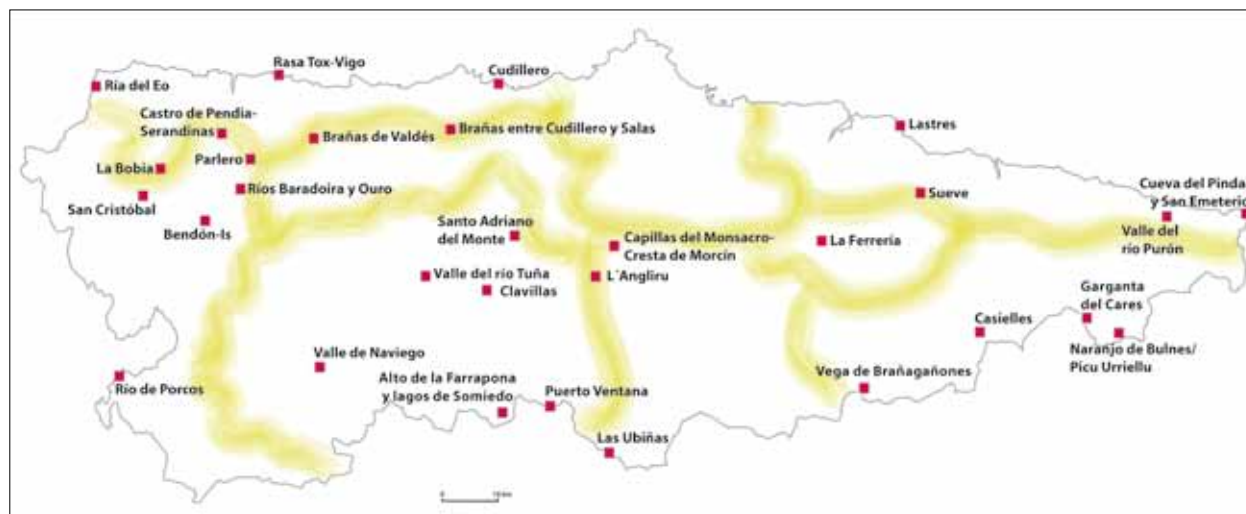 Rasa Tox-Vigo
Cudillero
Ría del Eo
Castro de Pendia-
Serandinas
Brañas de Valdés
Brañas entre Cudillero y Salas
Lastres
Parlero
La Bobia
Ríos Baradoira y Ouro
Sueve
Cueva del Pindal
y San Emeterio
San Cristóbal
Bendón-Is
Santo Adriano
del Monte
Capillas del Monsacro-
Cresta de Morcín
La Ferrería
Valle del
río Purón
Valle del río Tuña
L´Angliru
Clavillas
Garganta
del Cares
Casielles
Naranjo de Bulnes/
Picu Urriellu
Valle de Naviego
Río de Porcos
Alto de la Farrapona
y lagos de Somiedo
Puerto Ventana
Vega de Brañagañones
Las Ubiñas
0